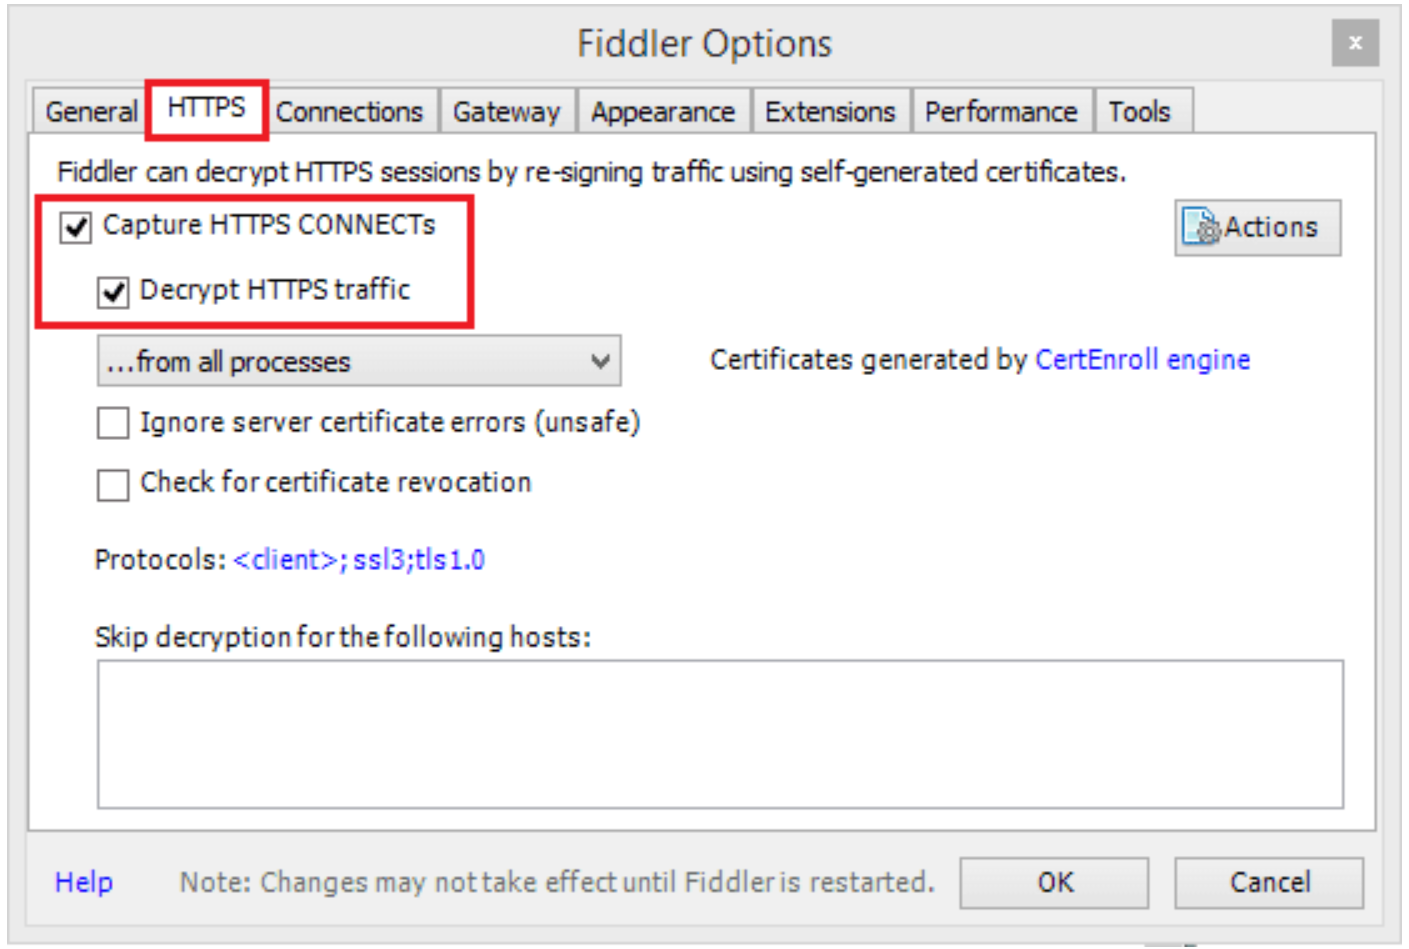 Fiddler Options
x
General HTTPS Connections Gateway Appearance Extensions Performance Tools
Fiddler can decrypt HTTPS sessions by re-signing traffic using self-generated certificates.
Capture HTTPS CONNECTs
Actions
Decrypt HTTPS traffic
...from all processes
Certificates generated by CertEnroll engine
Ignore server certificate errors (unsafe)
Check for certificate revocation
Protocols: <client>; ssl3;tls1.0
Skip decryption for the following hosts:
Help Note: Changes may not take effect until Fiddler is restarted. OK Cancel